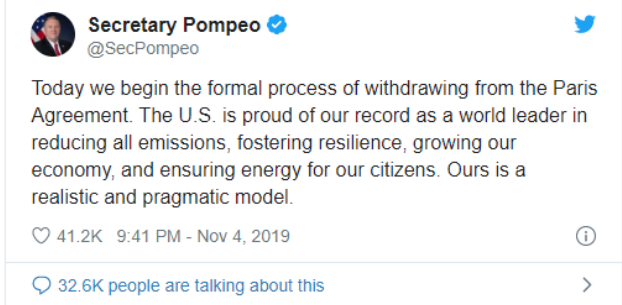 Secretary Pompeo
@SecPompeo
Today we begin the formal process of withdrawing from the Paris
Agreement. The U.S. is proud of our record as a world leader in
reducing all emissions, fostering resilience, growing our
economy, and ensuring energy for our citizens. Ours is a
realistic and pragmatic model.
41.2K 9:41 PM - Nov 4, 2019
32.6K people are talking about this